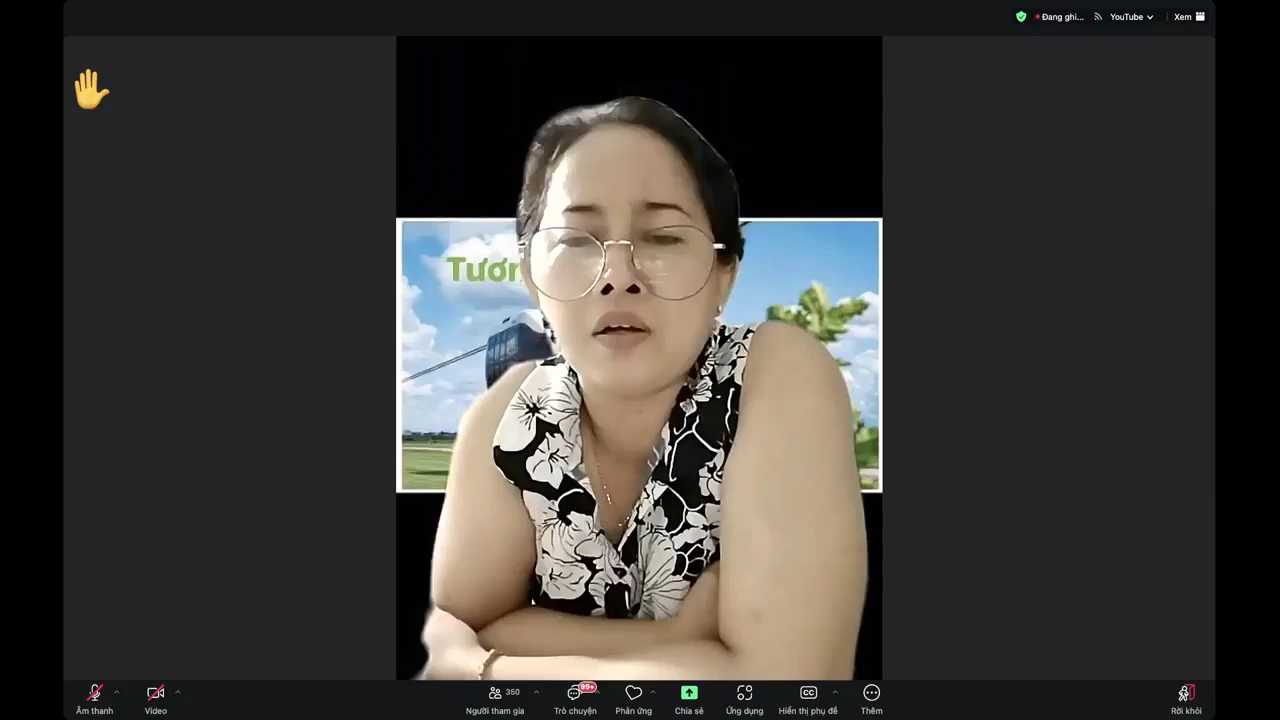 Đang ghi...
YouTube
Xem
Tươn
Âm thanh
Video
350
Người tham gia
99+
Trò chuyện
Phản ứng
Chia sẻ
Ứng dụng
CC
Hiển thị phụ đề
Thêm
Rời khỏi